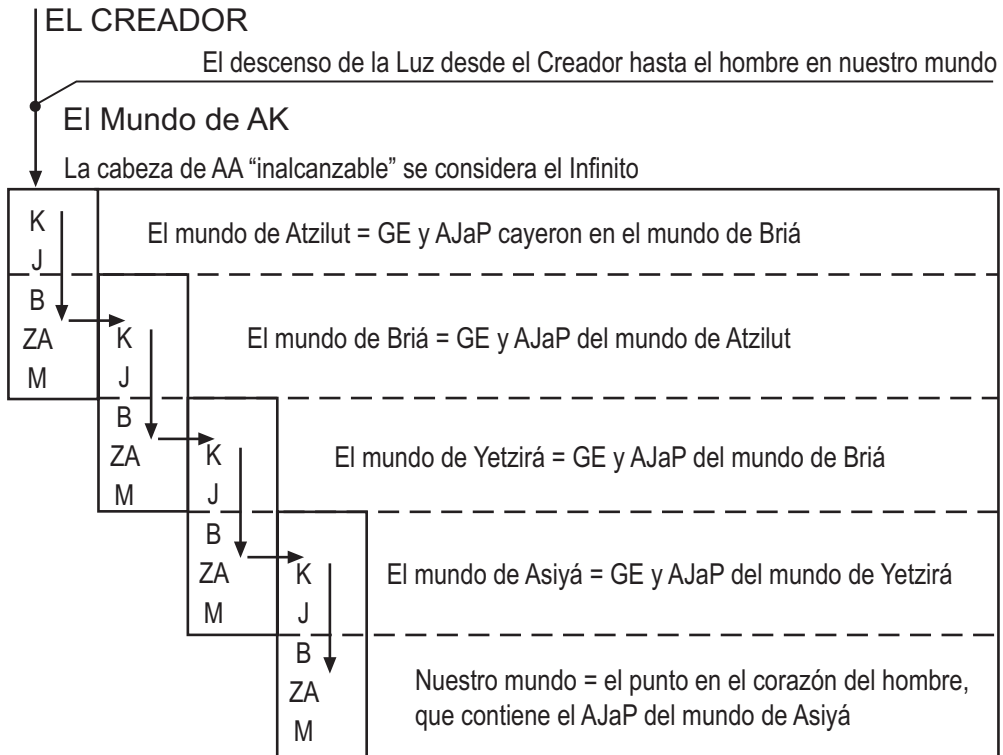 EL CREADOR
El descenso de la Luz desde el Creador hasta el hombre en nuestro mundo
El Mundo de AK
La cabeza de AA “inalcanzable” se considera el Infinito
K
J
El mundo de Atzilut = GE y AJaP cayeron en el mundo de Briá
B
ZA
M
K
J
El mundo de Briá = GE y AJaP del mundo de Atzilut
B
ZA
M
K
J
El mundo de Yetzirá = GE y AJaP del mundo de Briá
B
ZA
M
K
J
El mundo de Asiyá = GE y AJaP del mundo de Yetzirá
B
ZA
M
Nuestro mundo = el punto en el corazón del hombre,
que contiene el AJaP del mundo de Asiyá